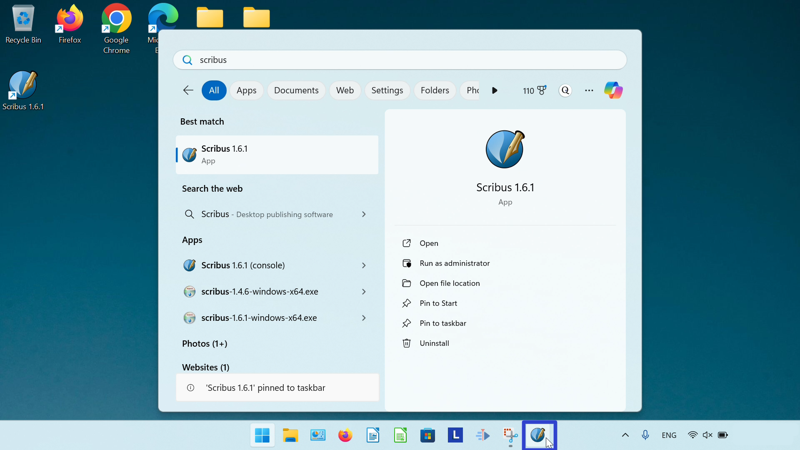 Recycle Bin
Firefox
Google
Chrome
Mic
E
Scribus 1.6.1
scribus
All
Apps
Documents
Web
Settings
Folders
Pho
110
Best match
Scribus 1.6.1
App
Search the web
Scribus - Desktop publishing software
Apps
Scribus 1.6.1 (console)
scribus-1.4.6-windows-x64.exe
scribus-1.6.1-windows-x64.exe
Photos (1+)
Websites (1)
'Scribus 1.6.1' pinned to taskbar
Scribus 1.6.1
App
Open
Run as administrator
Open file location
Pin to Start
Pin to taskbar
Uninstall
L
ENG